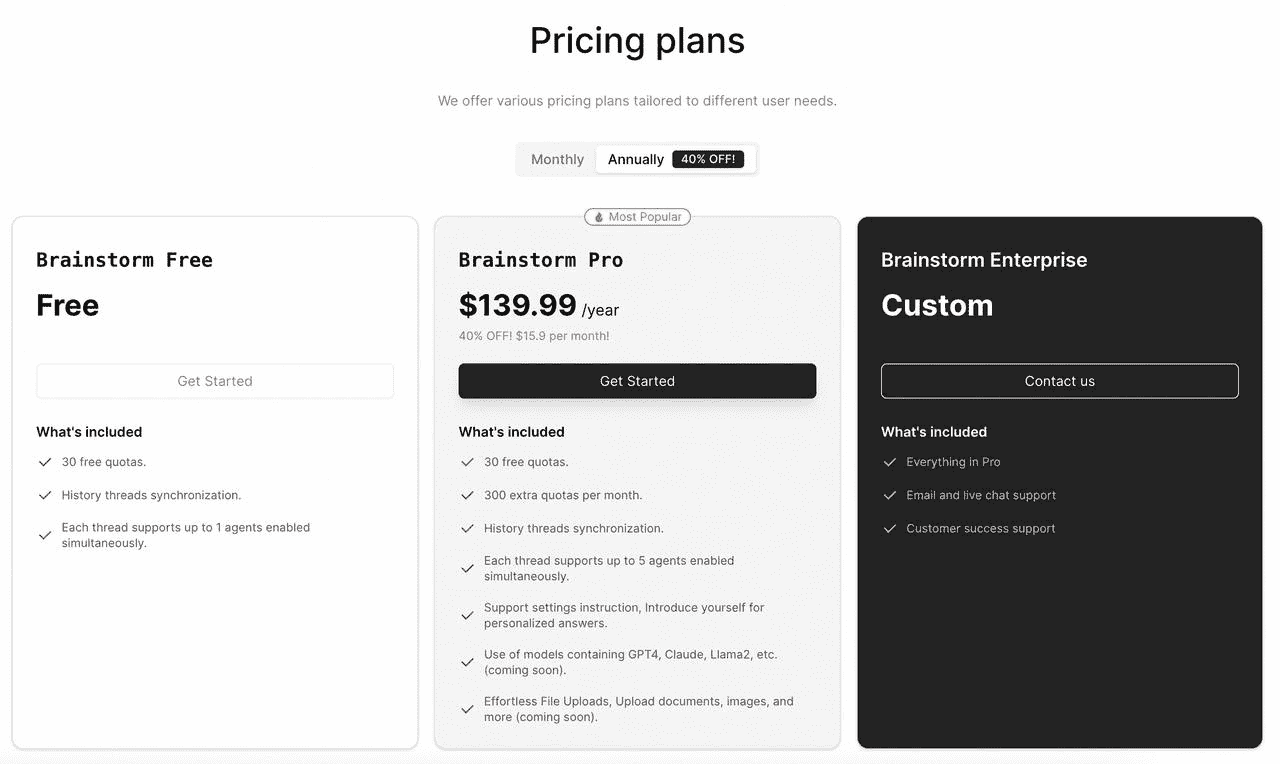 Pricing plans
We offer various pricing plans tailored to different user needs.
Monthly Annually 40% OFF!
Brainstorm Free
Free
Get Started
What's included
30 free quotas.
History threads synchronization.
Each thread supports up to 1 agents enabled
simultaneously.
Most Popular
Brainstorm Pro
$139.99 /year
40% OFF! $15.9 per month!
Get Started
What's included
30 free quotas.
300 extra quotas per month.
History threads synchronization.
Each thread supports up to 5 agents enabled
simultaneously.
Support settings instruction, Introduce yourself for
personalized answers.
Use of models containing GPT4, Claude, Llama2, etc.
(coming soon).
Effortless File Uploads, Upload documents, images, and
more (coming soon).
Brainstorm Enterprise
Custom
Contact us
What's included
Everything in Pro
Email and live chat support
Customer success support